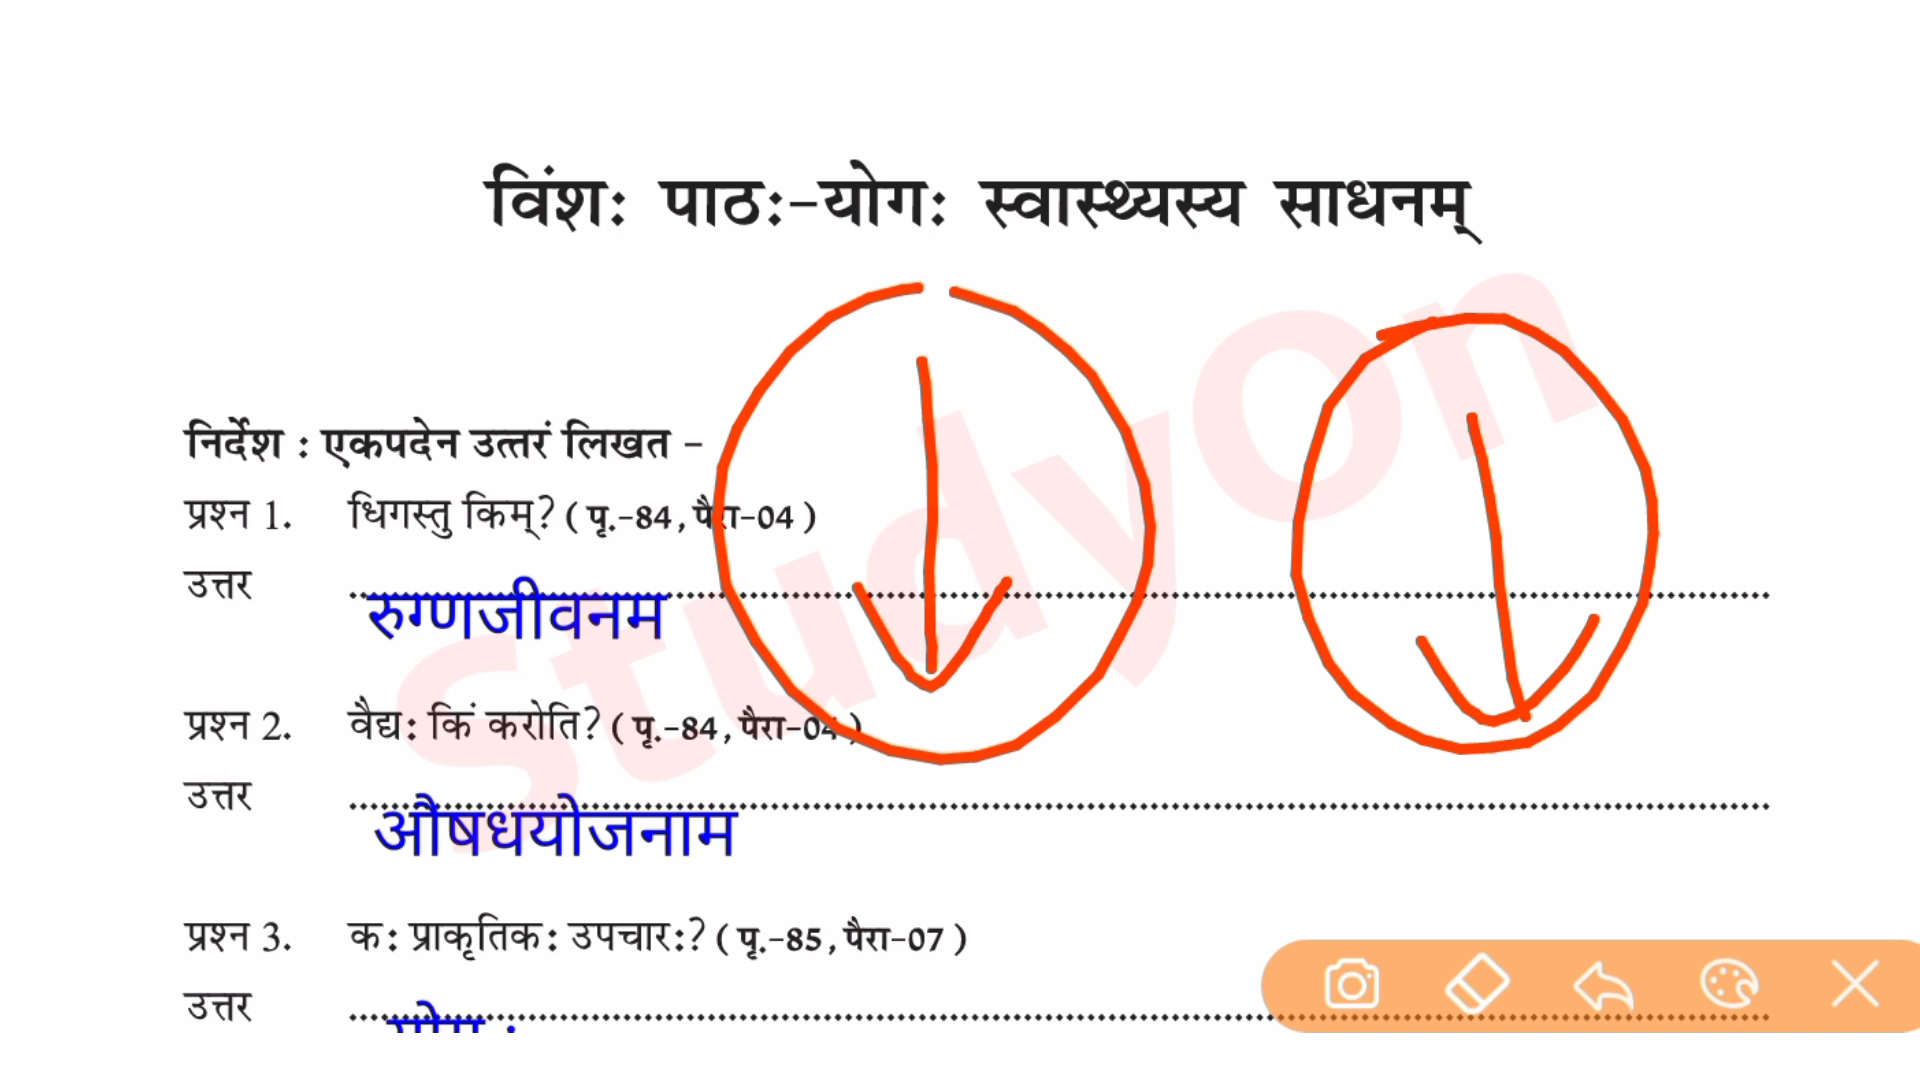 विंशः पाठः-योगः स्वास्थ्यस्य साधनम्
निर्देश : एकपदेन उत्तरं लिखत -
प्रश्न 1. धिगस्तु किम्? ( पृ.-84, पैरा-04 )
उत्तर
रुग्णजीवनम
प्रश्न 2. वैद्यः किं करोति? ( पृ.-84, पैरा-04 )
उत्तर
औषधयोजनाम
प्रश्न 3. कः प्राकृतिकः उपचारः? ( पृ.-85, पैरा-07 )
उत्तर
studyon